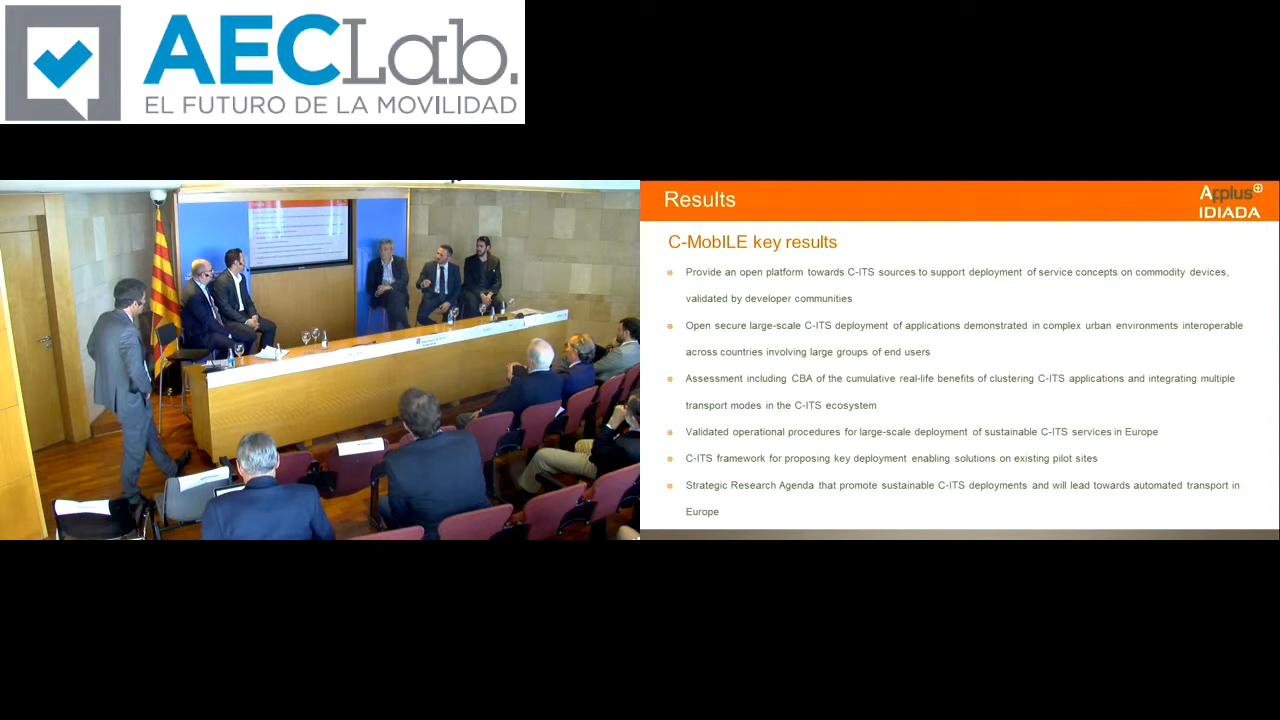 AECLab.
EL FUTURO DE LA MOVILIDAD
Results
Applus+
IDIADA
C-MobILE key results
Provide an open platform towards C-ITS sources to support deployment of service concepts on commodity devices,
validated by developer communities
Open secure large-scale C-ITS deployment of applications demonstrated in complex urban environments interoperable
across countries involving large groups of end users
Assessment including CBA of the cumulative real-life benefits of clustering C-ITS applications and integrating multiple
transport modes in the C-ITS ecosystem
Validated operational procedures for large-scale deployment of sustainable C-ITS services in Europe
C-ITS framework for proposing key deployment enabling solutions on existing pilot sites
Strategic Research Agenda that promote sustainable C-ITS deployments and will lead towards automated transport in
Europe